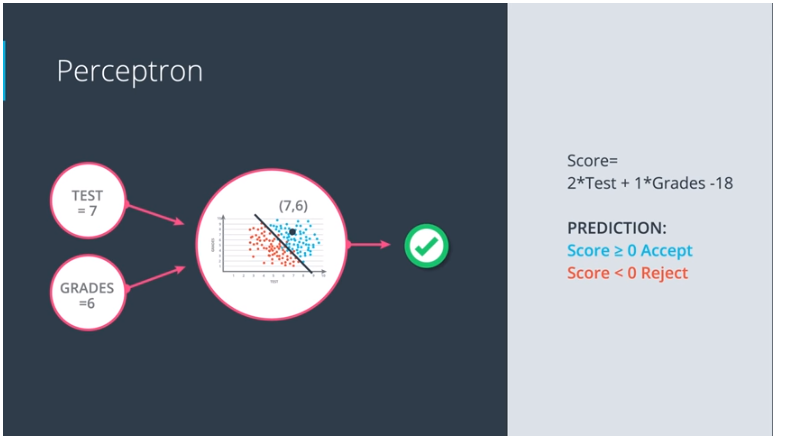 Perceptron
TEST
= 7
GRADES
=6
(7,6)
TEST
Score=
2*Test + 1*Grades -18
PREDICTION:
Score ≥ 0 Accept
Score < 0 Reject